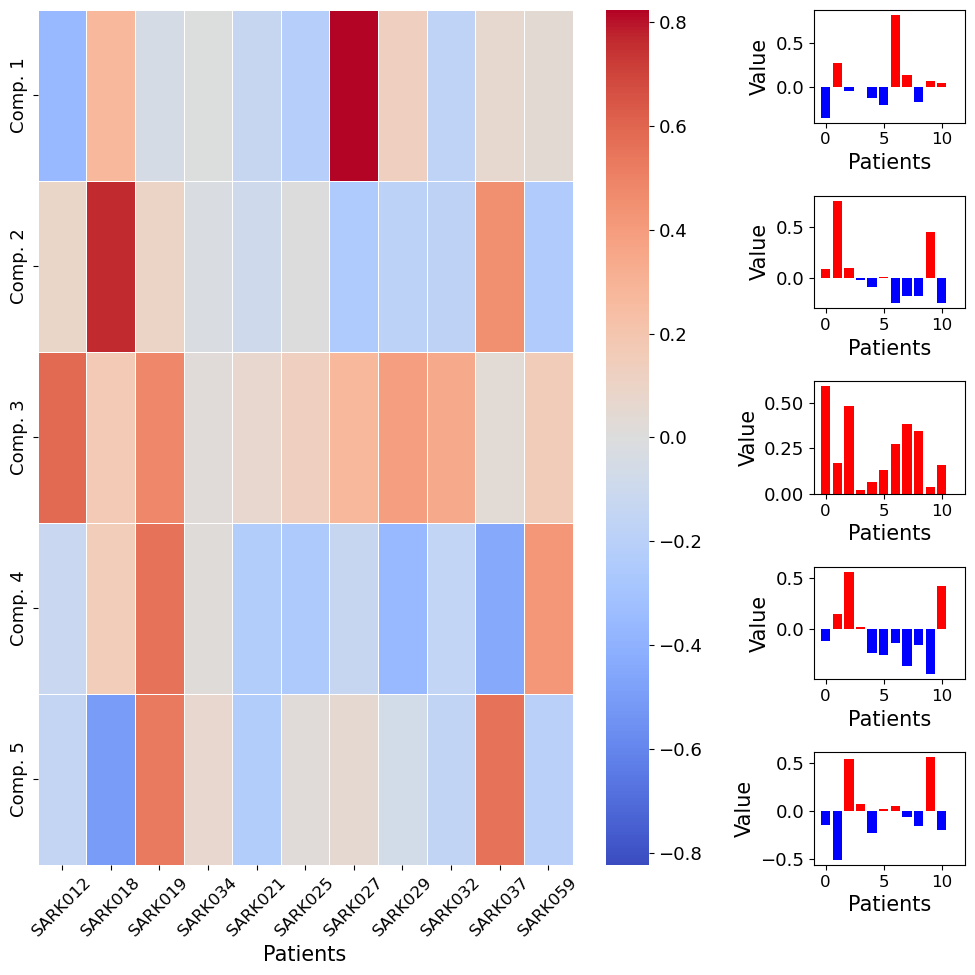 Comp. 1
Comp. 2
Comp. 3
Comp. 4
Comp. 5
SARK012
SARK018
SARK019
SARK034
SARK021
SARK025
SARK027
SARK029
SARK032
SARK037
SARK059
Patients
0.8
0.6
0.4
0.2
0.0
−0.2
−0.4
−0.6
−0.8
Value
0.5
0.0
0 5 10
Patients
Value
0.5
0.0
0 5 10
Patients
Value
0.50
0.25
0.00
0 5 10
Patients
Value
0.5
0.0
0 5 10
Patients
Value
0.5
0.0
−0.5
0 5 10
Patients